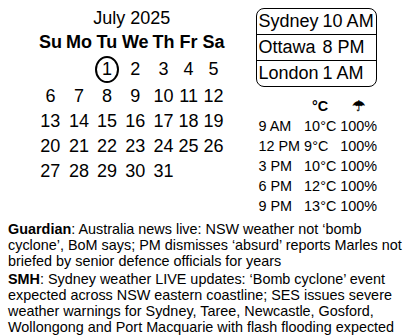 July 2025
Su Mo Tu We Th Fr Sa
1 2 3 4 5
6 7 8 9 10 11 12
13 14 15 16 17 18 19
20 21 22 23 24 25 26
27 28 29 30 31
Sydney 10 AM
Ottawa 8 PM
London 1 AM
°C ☂
9 AM 10°C 100%
12 PM 9°C 100%
3 PM 10°C 100%
6 PM 12°C 100%
9 PM 13°C 100%
Guardian: Australia news live: NSW weather not ‘bomb
cyclone’, BoM says; PM dismisses ‘absurd’ reports Marles not
briefed by senior defence officials for years
SMH: Sydney weather LIVE updates: ‘Bomb cyclone’ event
expected across NSW eastern coastline; SES issues severe
weather warnings for Sydney, Taree, Newcastle, Gosford,
Wollongong and Port Macquarie with flash flooding expected